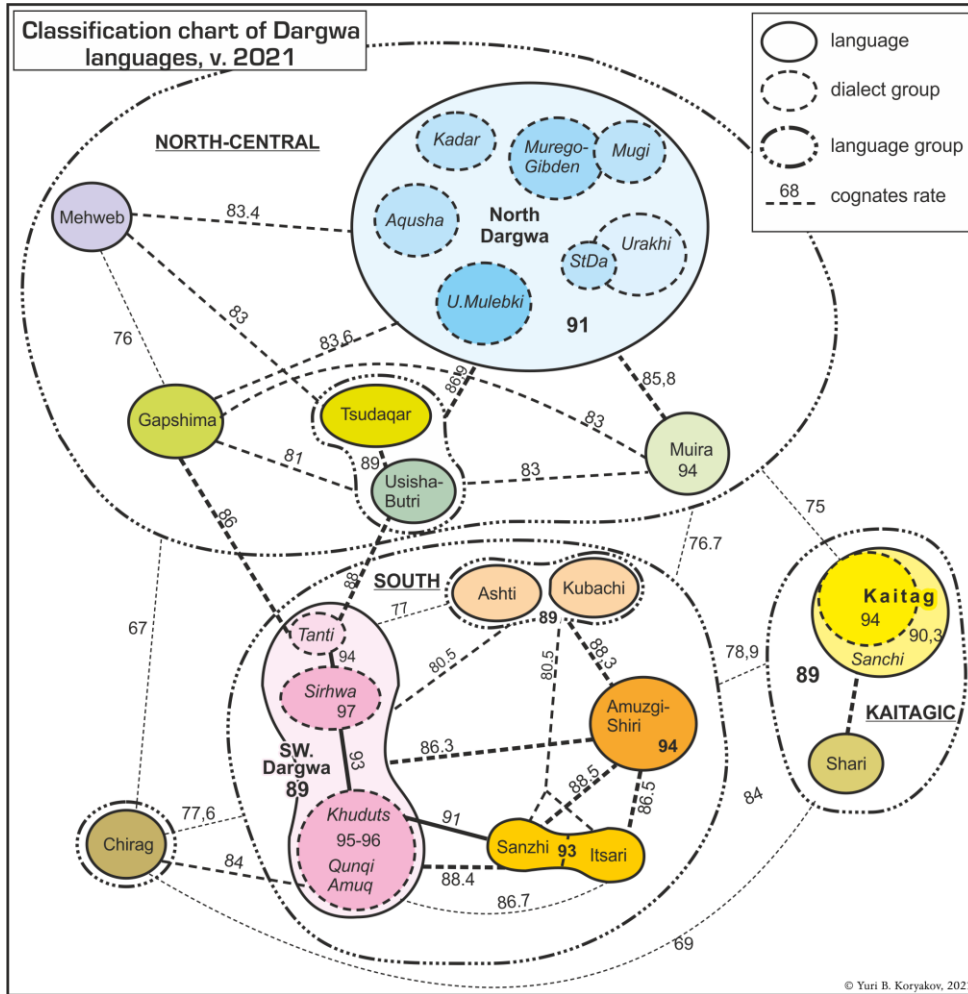 Classification chart of Dargwa
languages, v. 2021
language
dialect group
language group
68
cognates rate
NORTH-CENTRAL
Kadar
Murego-
Gibden
Mugi
Mehweb
83.4
Aqusha
North
Dargwa
Urakhi
StDa
U.Mulebki
91
83
76
83.6
86.9
85,8
Gapshima
Tsudaqar
83
Muira
94
81
89
Usisha-
Butri
83
86
75
76.7
88
SOUTH
77
Ashti
Kubachi
89
Kaitag
94
90,3
Sanchi
67
Tanti
94
80.5
80.5
88.3
78,9
89
KAITAGIC
Sirhwa
97
Amuzgi-
Shiri
94
SW.
Dargwa
89
93
86.3
88.5
86.5
Shari
84
Khuduts
95-96
Qunqi
Amuq
91
Sanzhi
93
Itsari
77,6
Chirag
84
88.4
86.7
69
© Yuri B. Koryakov, 2021